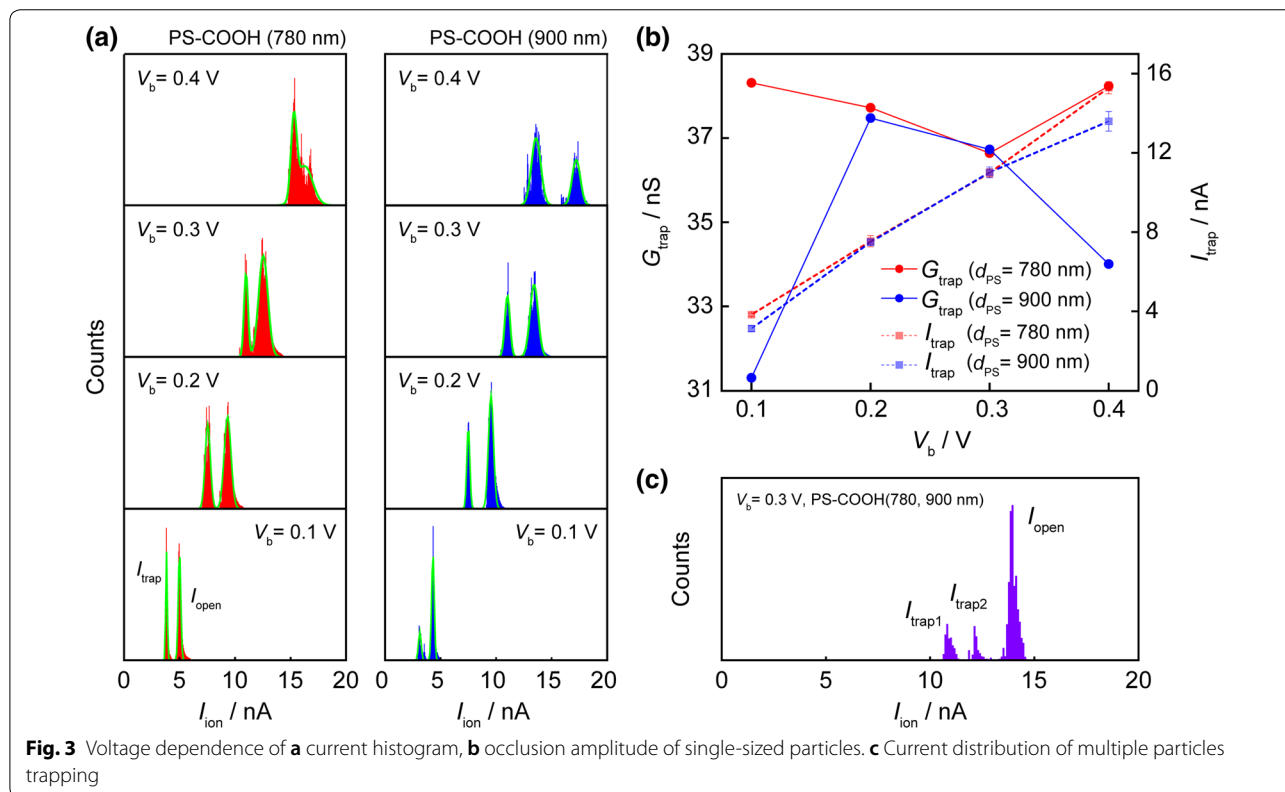 (a)
PS-COOH (780 nm)
PS-COOH (900 nm)
Vb= 0.4 V
Vb= 0.4 V
Vb= 0.3 V
Vb= 0.3 V
Vb= 0.2 V
Vb= 0.2 V
Vb= 0.1 V
Vb= 0.1 V
Itrap
Iopen
Counts
0 5 10 15 20
0 5 10 15 20
Iion / nA
Iion / nA
(b)
39
37
35
33
31
Gtrap / nS
16
12
8
4
0
Itrap / nA
Gtrap (dPS= 780 nm)
Gtrap (dPS= 900 nm)
Itrap (dPS= 780 nm)
Itrap (dPS= 900 nm)
0.1 0.2 0.3 0.4
Vb / V
(c)
Vb= 0.3 V, PS-COOH(780, 900 nm)
Iopen
Itrap1
Itrap2
Counts
0 5 10 15 20
Iion / nA
Fig. 3 Voltage dependence of a current histogram, b occlusion amplitude of single-sized particles. c Current distribution of multiple particles
trapping